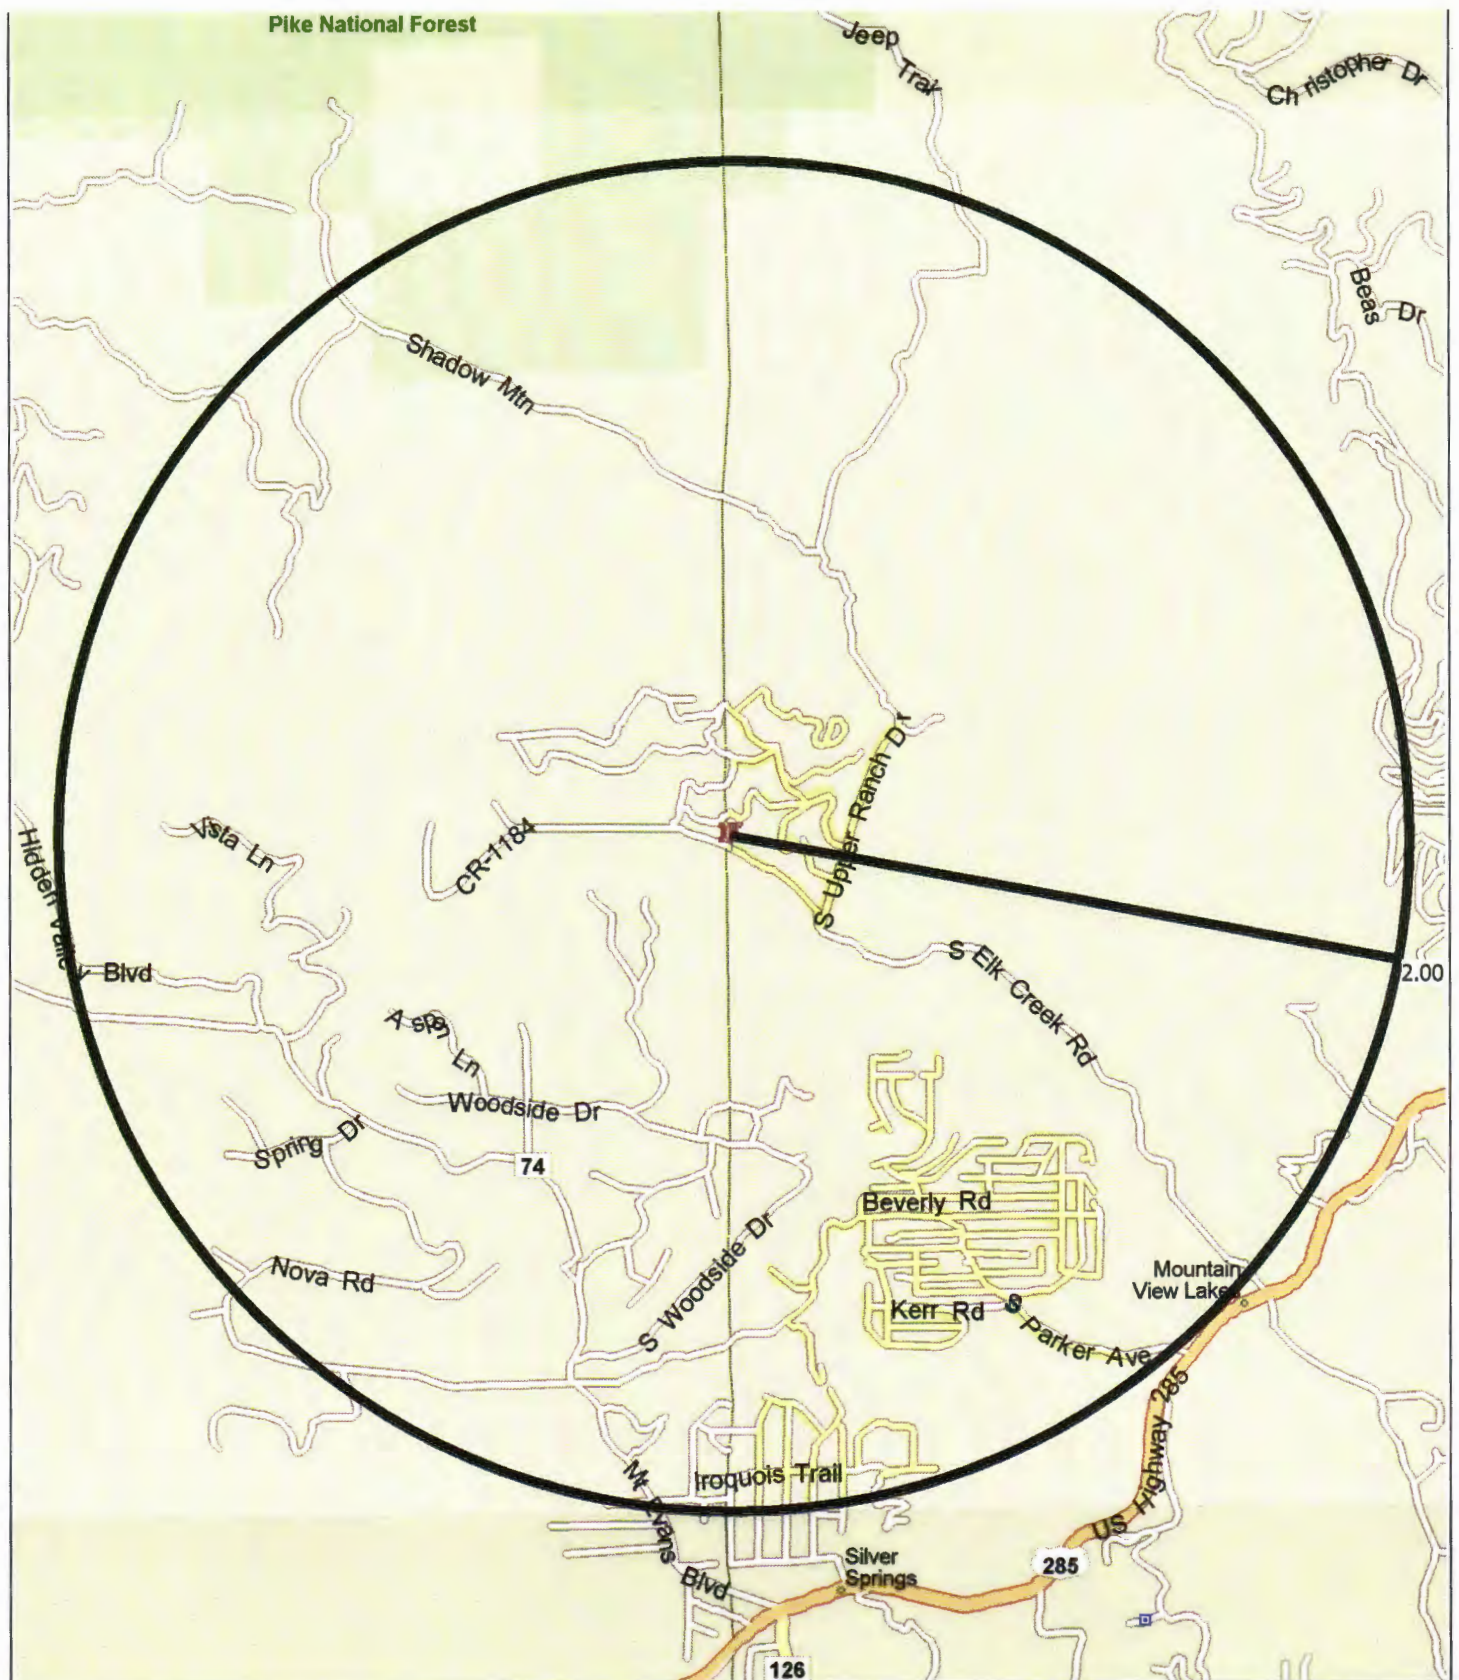 Pike National Forest
Jeep
Trail
Christopher Dr
Beas Dr
Shadow Mtn
S Upper Ranch Dr
CR-1184
Vista Ln
Hidden Valley Blvd
S Elk Creek Rd
2.00
Aspen Ln
Woodside Dr
Spring Dr
74
Beverly Rd
S Woodside Dr
Nova Rd
Mountain
View Lakes
Kerr Rd
S Parker Ave
US Highway 285
Iroquois Trail
Mt Evans Blvd
Silver
Springs
285
126